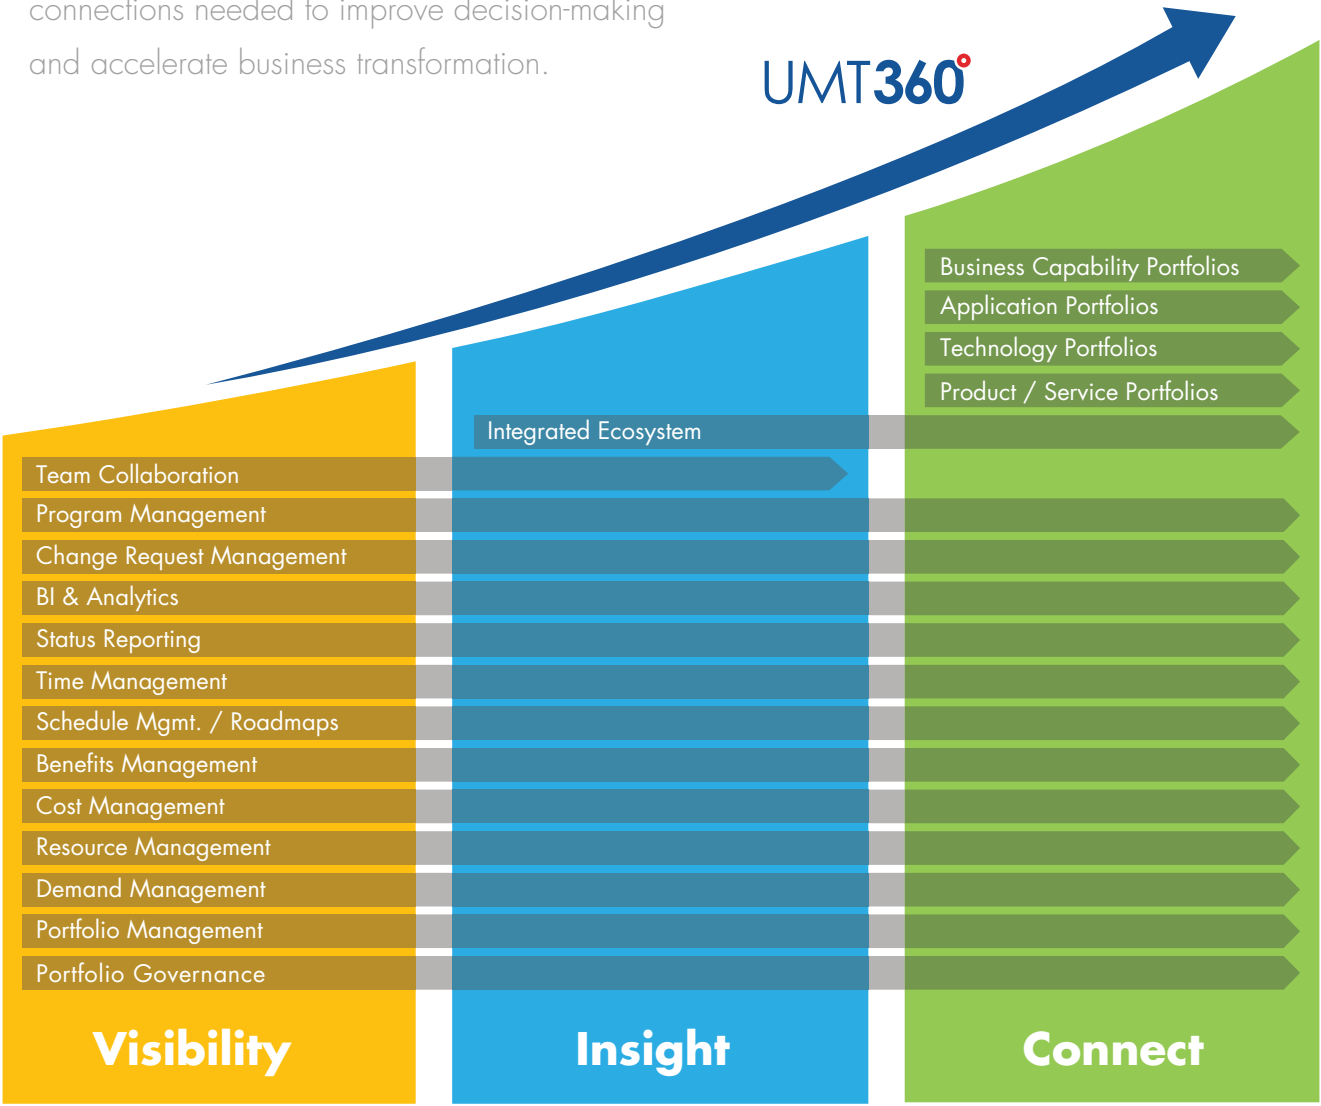 connections needed to improve decision-making
and accelerate business transformation.
UMT360°
Business Capability Portfolios
Application Portfolios
Technology Portfolios
Product / Service Portfolios
Integrated Ecosystem
Team Collaboration
Program Management
Change Request Management
BI & Analytics
Status Reporting
Time Management
Schedule Mgmt. / Roadmaps
Benefits Management
Cost Management
Resource Management
Demand Management
Portfolio Management
Portfolio Governance
Visibility
Insight
Connect